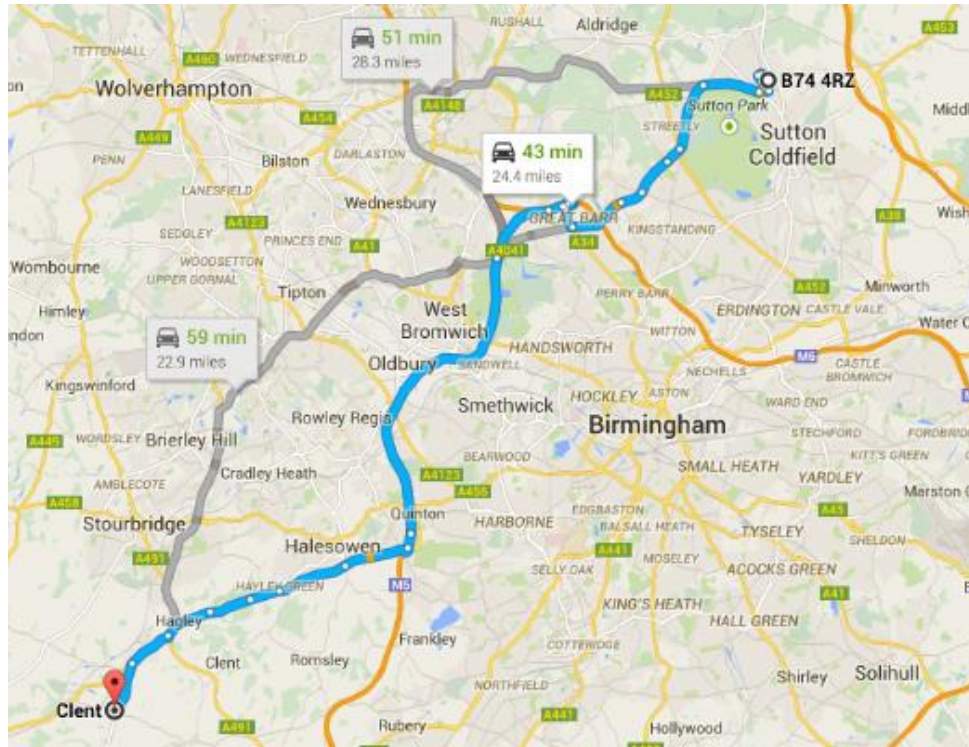 RUSHALL
Aldridge
A453
51 min
28.3 miles
TETTENHALL
A460
WEDNESFIELD
Wolverhampton
A4148
A452
B74 4RZ
Sutton Park
A454
STREETLY
Sutton
Coldfield
A449
PENN
Bilston
DARLASTON
43 min
24.4 miles
LANESFIELD
Wednesbury
A4123
GREAT BARR
A38
SEDGLEY
PRINCES END
A41
A4041
A34
KINGSTANDING
Wombourne
WOODSETTON
UPPER GORNAL
Tipton
PERRY BARR
A452
Minworth
Himley
West
Bromwich
ERDINGTON
CASTLE VALE
59 min
22.9 miles
WITTON
HANDSWORTH
M6
Oldbury
SANDWELL
NECHELLS
CASTLE
BROMWICH
Kingswinford
HOCKLEY
ASTON
WARD END
Smethwick
Rowley Regis
Birmingham
STECHFORD
A449
WORDSLEY
Brierley Hill
KITT'S GREEN
BEARWOOD
SMALL HEATH
YARDLEY
Cradley Heath
A4123
AMBLECOTE
A456
A458
Quinton
EDGBASTON
A45
Stourbridge
HARBORNE
BALSALL HEATH
TYSELEY
SHELDON
Halesowen
A441
MOSELEY
A491
SELLY OAK
ACOCKS GREEN
HAYLEY GREEN
M5
KING'S HEATH
A41
HALL GREEN
Hagley
Frankley
COTTERIDGE
Clent
Romsley
Shirley
Solihull
NORTHFIELD
Clent
A491
Rubery
A441
Hollywood
A34